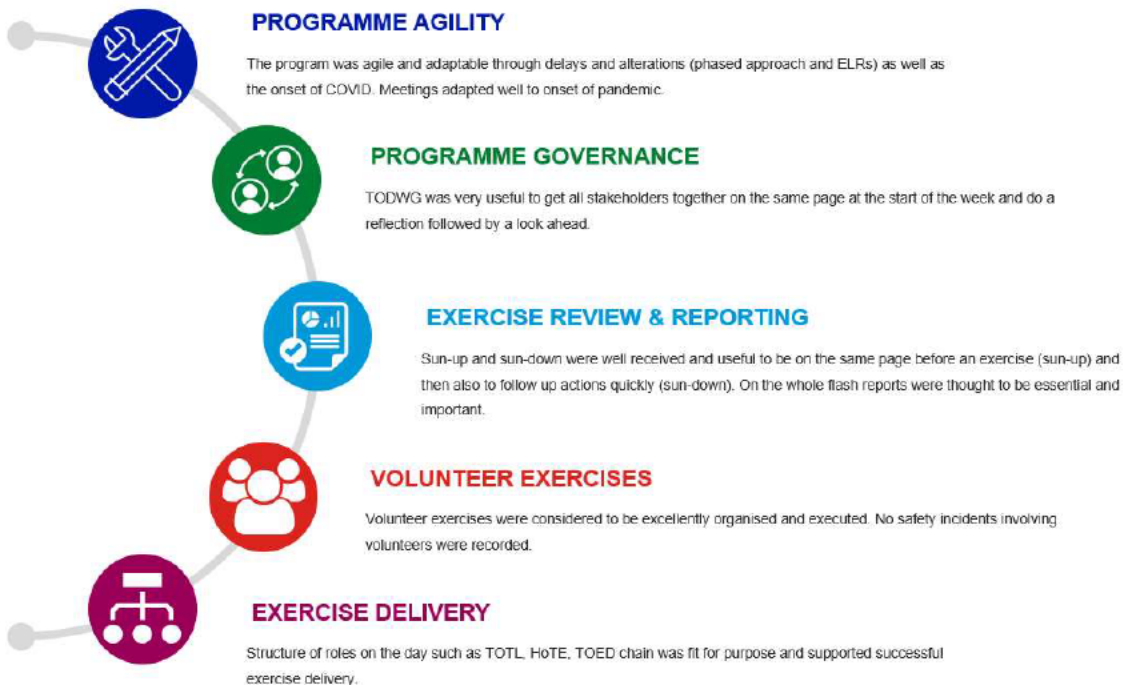 PROGRAMME AGILITY
The program was agile and adaptable through delays and alterations (phased approach and ELRs) as well as
the onset of COVID. Meetings adapted well to onset of pandemic.
PROGRAMME GOVERNANCE
TODWG was very useful to get all stakeholders together on the same page at the start of the week and do a
reflection followed by a look ahead.
EXERCISE REVIEW & REPORTING
Sun-up and sun-down were well received and useful to be on the same page before an exercise (sun-up) and
then also to follow up actions quickly (sun-down). On the whole flash reports were thought to be essential and
important.
VOLUNTEER EXERCISES
Volunteer exercises were considered to be excellently organised and executed. No safety incidents involving
volunteers were recorded.
EXERCISE DELIVERY
Structure of roles on the day such as TOTL, HoTE, TOED chain was fit for purpose and supported successful
exercise delivery.